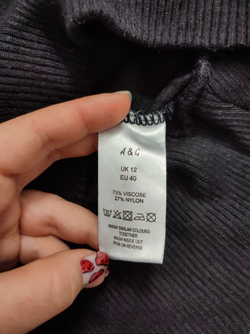 A & G
UK 12
EU 40
73% VISCOSE
27% NYLON
WASH SIMILAR COLOURS
TOGETHER
WASH INSIDE OUT
IRON ON REVERSE